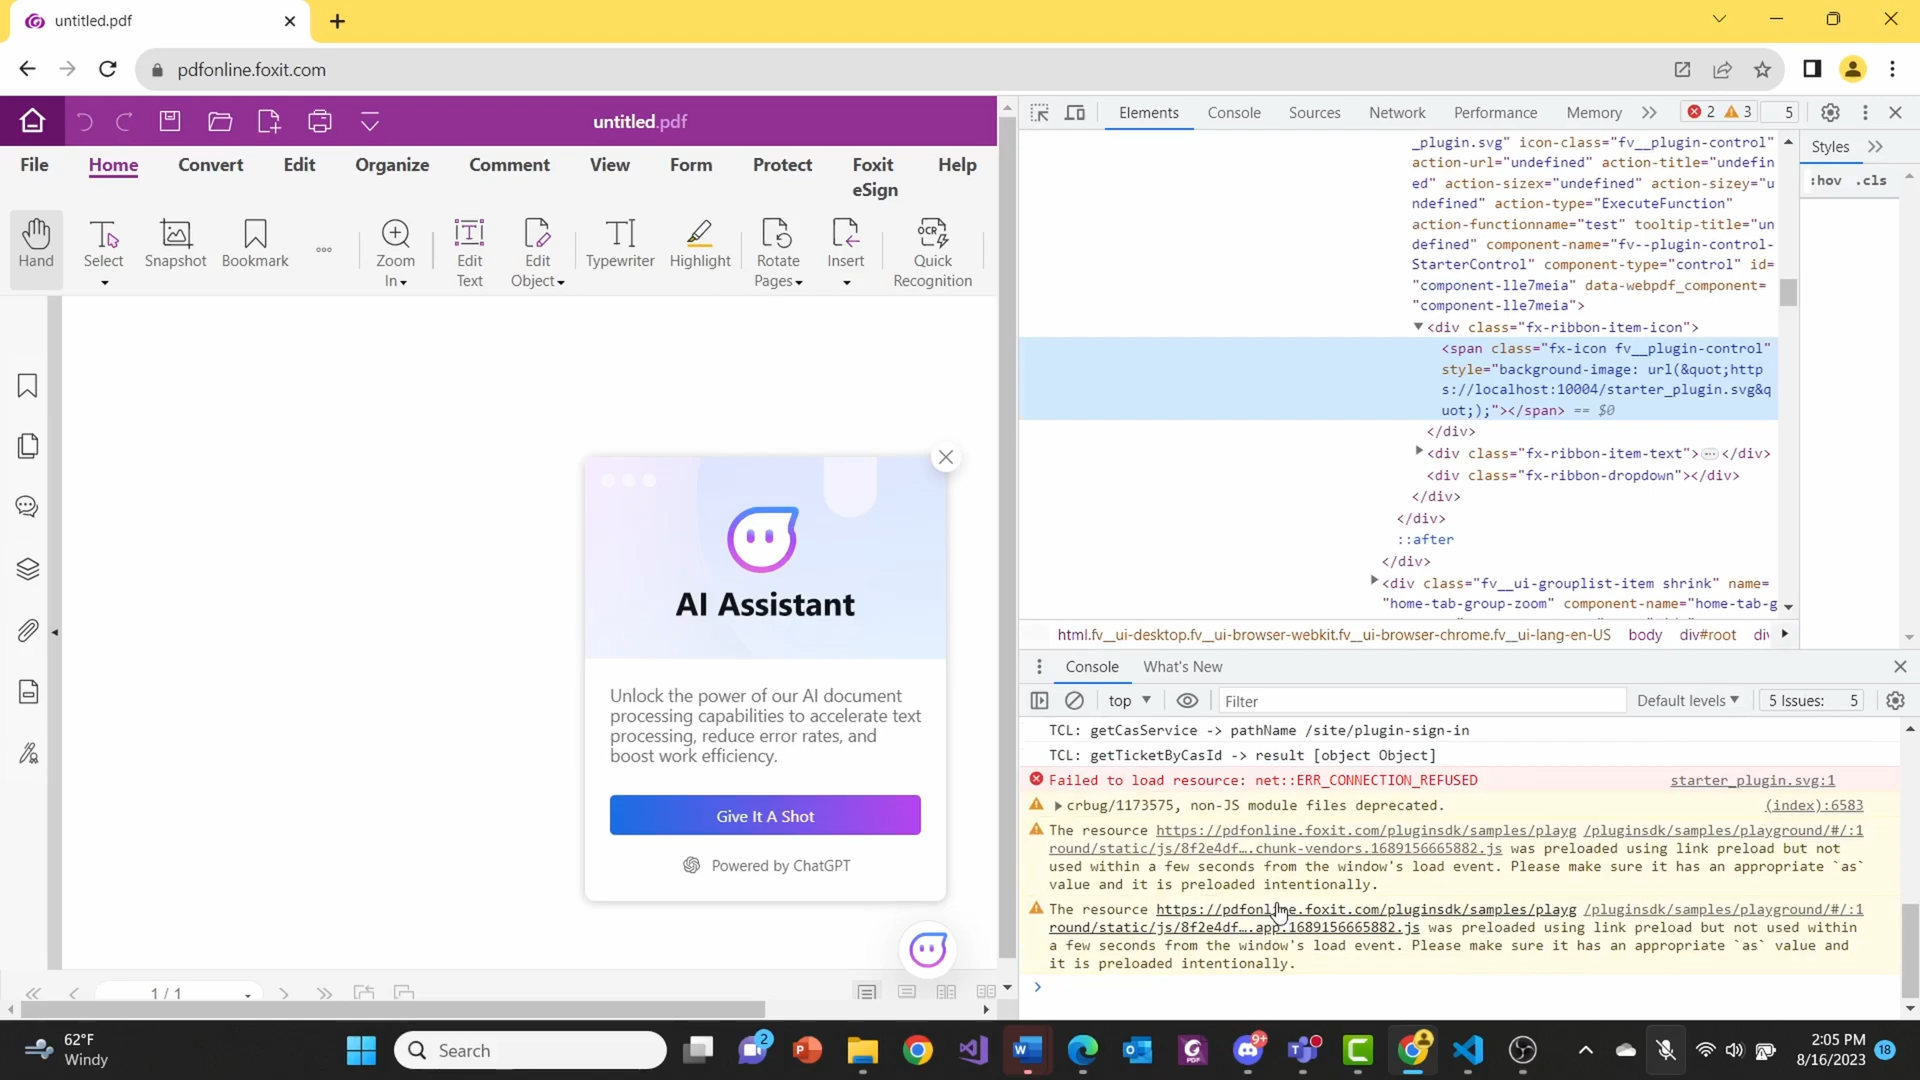 untitled.pdf
pdfonline.foxit.com
untitled.pdf
File Home Convert Edit Organize Comment View Form Protect Foxit eSign Help
Hand
Select
Snapshot
Bookmark
Zoom In
Edit Text
Edit Object
Typewriter
Highlight
Rotate Pages
Insert
OCR
Quick Recognition
AI Assistant
Unlock the power of our AI document
processing capabilities to accelerate text
processing, reduce error rates, and
boost work efficiency.
Give It A Shot
Powered by ChatGPT
1 / 1
Elements Console Sources Network Performance Memory 2 3 5
Styles
:hov .cls
_plugin.svg" icon-class="fv__plugin-control"
action-url="undefined" action-title="undefin
ed" action-sizex="undefined" action-sizey="u
ndefined" action-type="ExecuteFunction"
action-functionname="test" tooltip-title="un
defined" component-name="fv--plugin-control-
StarterControl" component-type="control" id=
"component-lle7meia" data-webpdf_component=
"component-lle7meia">
<div class="fx-ribbon-item-icon">
<span class="fx-icon fv__plugin-control"
style="background-image: url(&quot;http
s://localhost:10004/starter_plugin.svg&q
uot;);"></span> == $0
</div>
<div class="fx-ribbon-item-text">…</div>
<div class="fx-ribbon-dropdown"></div>
</div>
</div>
::after
</div>
<div class="fv__ui-grouplist-item shrink" name=
"home-tab-group-zoom" component-name="home-tab-g
html.fv__ui-desktop.fv__ui-browser-webkit.fv__ui-browser-chrome.fv__ui-lang-en-US body div#root div
Console What's New
top Filter Default levels 5 Issues: 5
TCL: getCasService -> pathName /site/plugin-sign-in
TCL: getTicketByCasId -> result [object Object]
Failed to load resource: net::ERR_CONNECTION_REFUSED starter_plugin.svg:1
crbug/1173575, non-JS module files deprecated. (index):6583
The resource https://pdfonline.foxit.com/pluginsdk/samples/playg /pluginsdk/samples/playground/#/:1
round/static/js/8f2e4df….chunk-vendors.1689156665882.js was preloaded using link preload but not
used within a few seconds from the window's load event. Please make sure it has an appropriate `as`
value and it is preloaded intentionally.
The resource https://pdfonline.foxit.com/pluginsdk/samples/playg /pluginsdk/samples/playground/#/:1
round/static/js/8f2e4df….app.1689156665882.js was preloaded using link preload but not used within
a few seconds from the window's load event. Please make sure it has an appropriate `as` value and
it is preloaded intentionally.
62°F
Windy
Search
2
9+
2:05 PM
8/16/2023
18